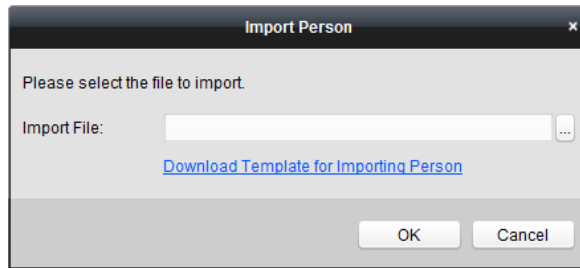 Import Person ×
Please select the file to import.
Import File: ...
Download Template for Importing Person
OK Cancel